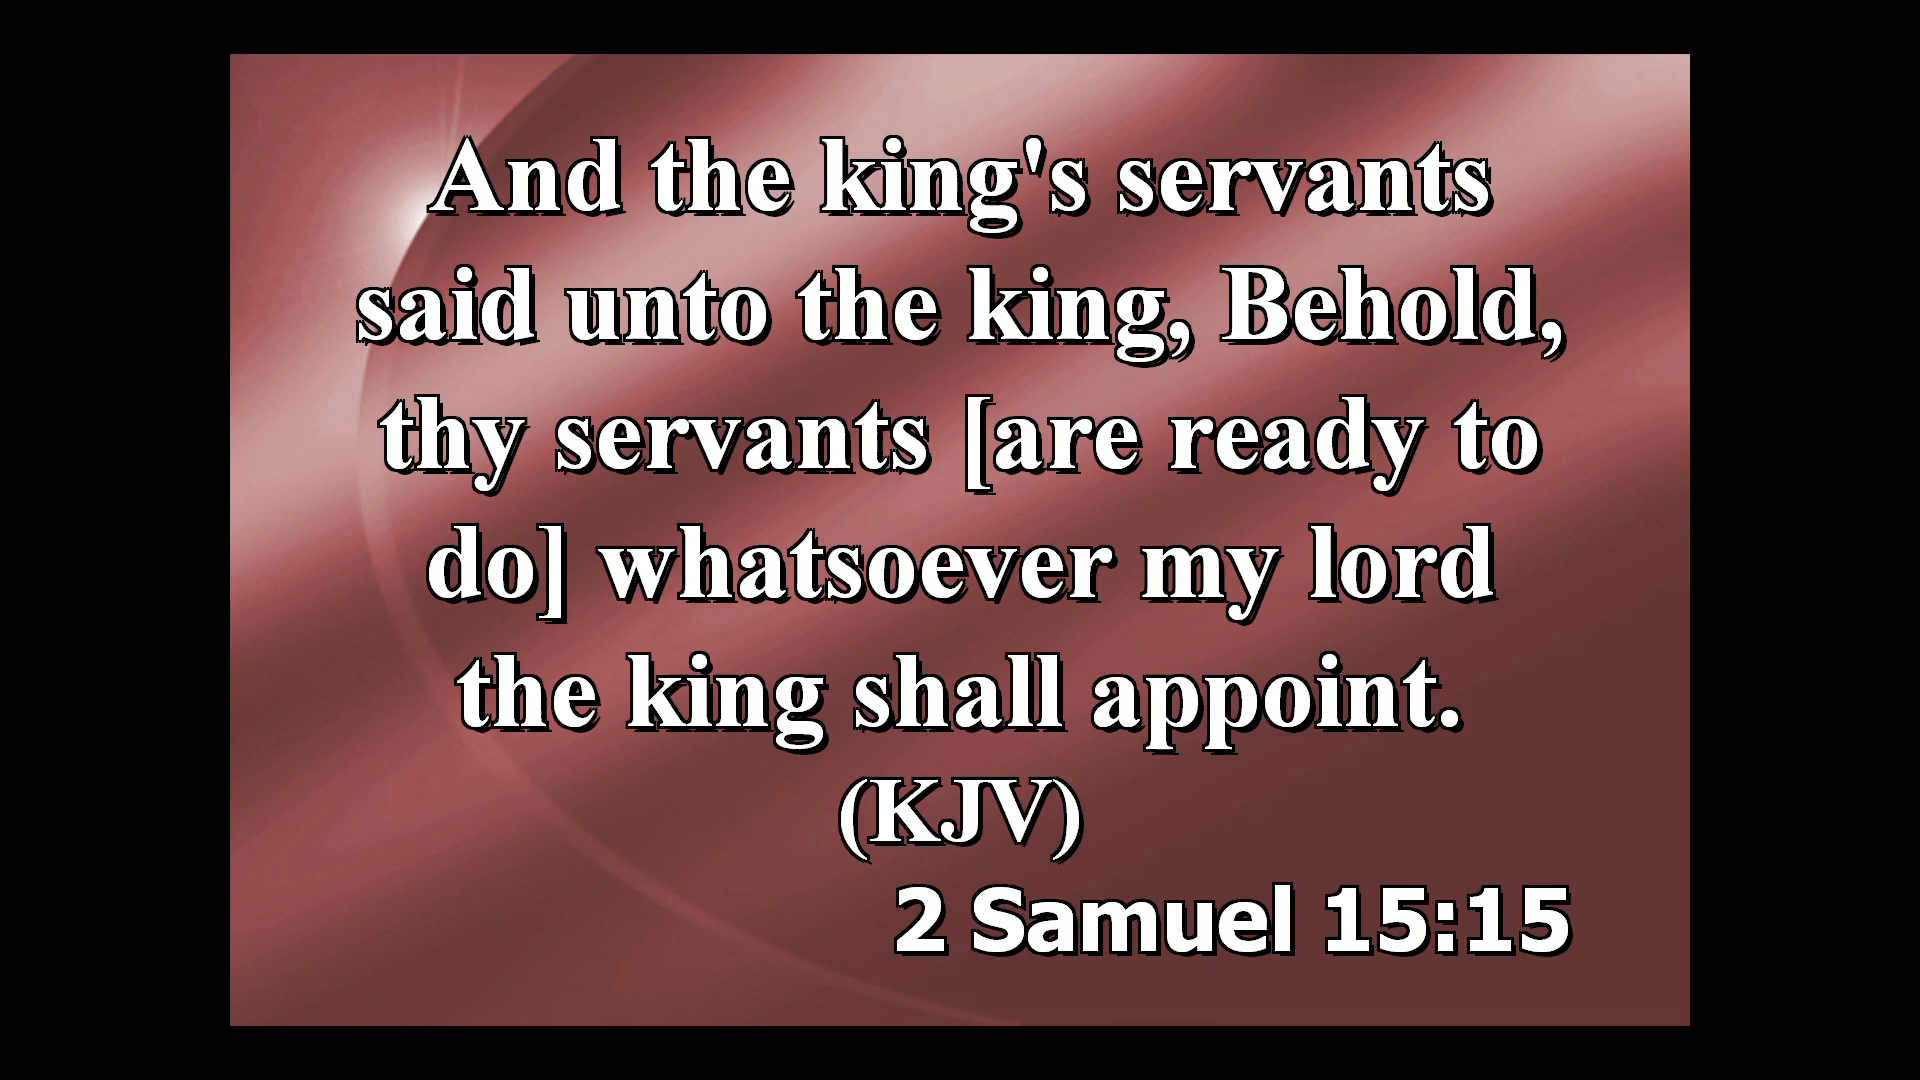 And the king's servants
said unto the king, Behold,
thy servants [are ready to
do] whatsoever my lord
the king shall appoint.
(KJV)
2 Samuel 15:15